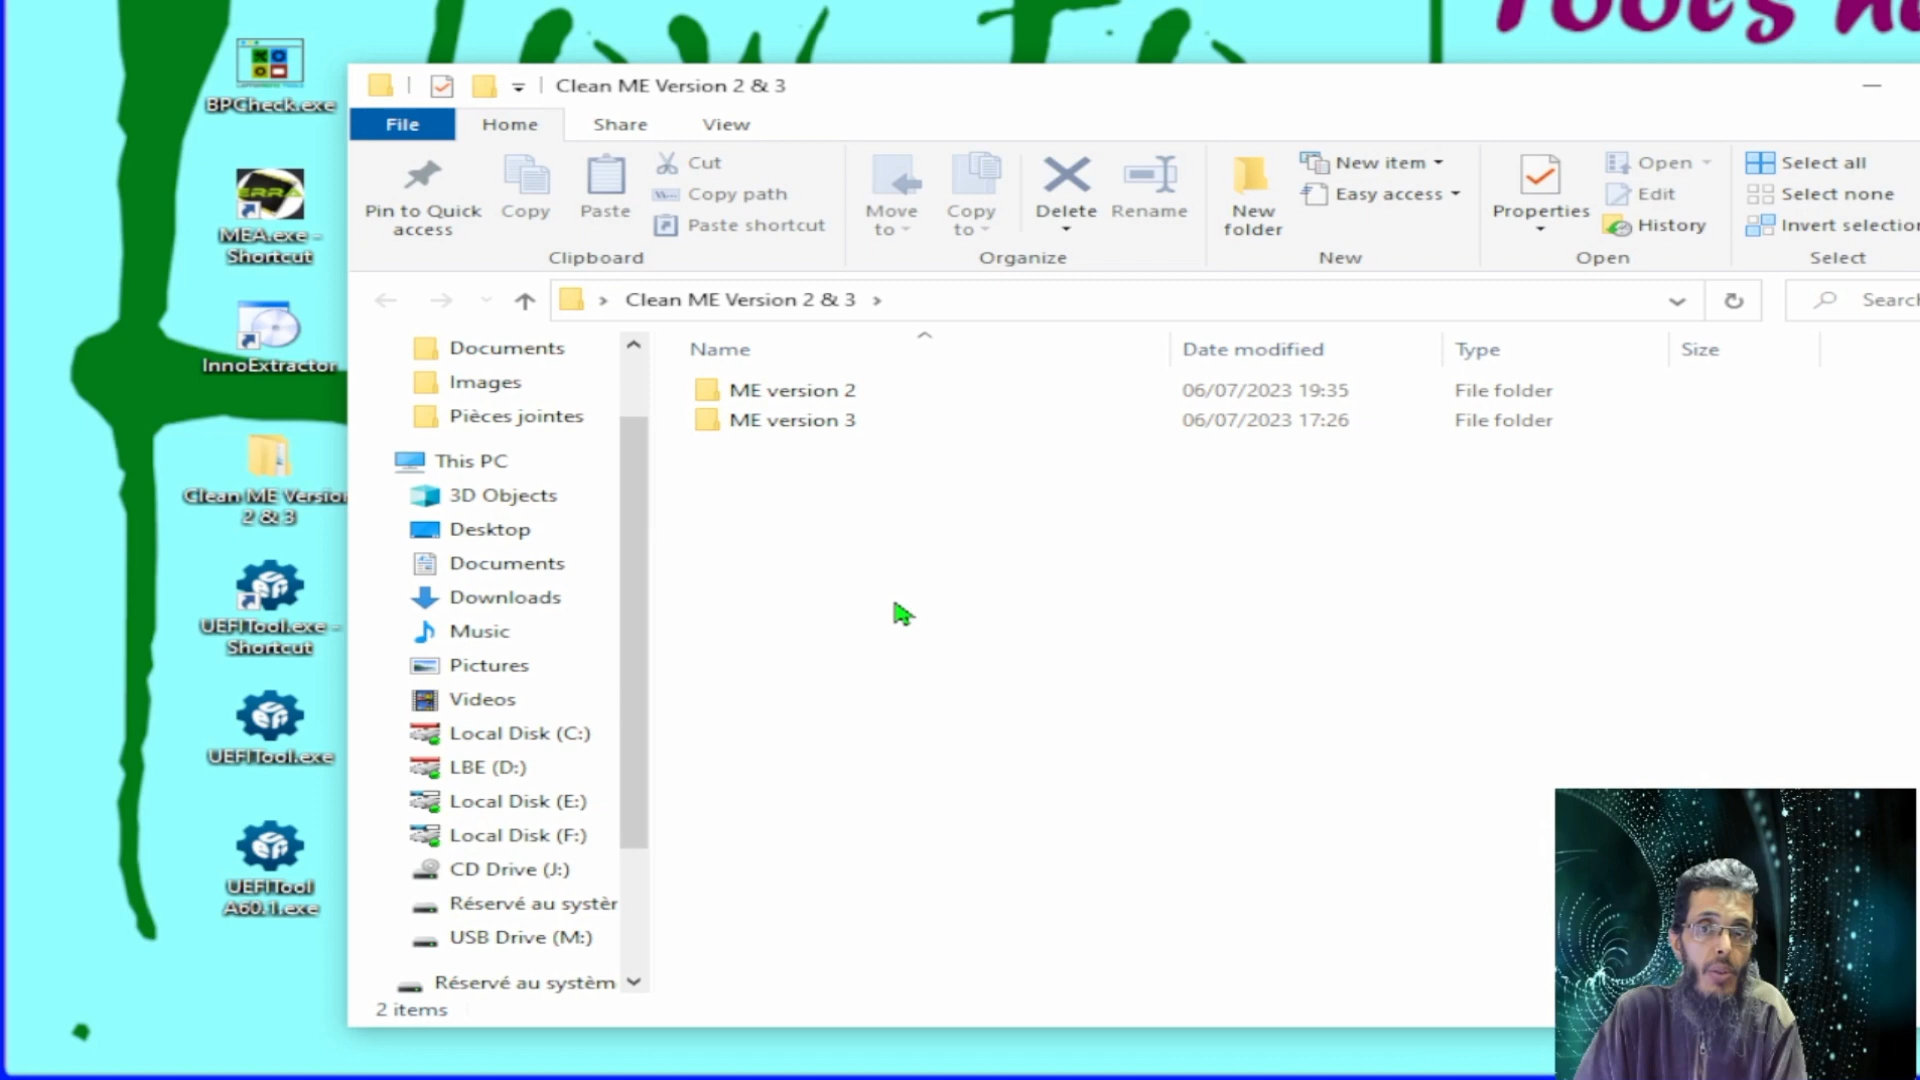 How To
Tools
BPCheck.exe
MEA.exe -
Shortcut
InnoExtractor
Clean ME Version
2 & 3
UEFITool.exe -
Shortcut
UEFITool.exe
UEFITool
A60.1.exe
Clean ME Version 2 & 3
File Home Share View
Pin to Quick
access
Copy
Paste
Cut
Copy path
Paste shortcut
Clipboard
Move
to
Copy
to
Delete
Rename
Organize
New
folder
New item
Easy access
New
Properties
Open
Edit
History
Open
Select all
Select none
Invert selection
Select
Clean ME Version 2 & 3
Search
Documents
Images
Pièces jointes
This PC
3D Objects
Desktop
Documents
Downloads
Music
Pictures
Videos
Local Disk (C:)
LBE (D:)
Local Disk (E:)
Local Disk (F:)
CD Drive (J:)
Réservé au systèr
USB Drive (M:)
Réservé au systèm
Name Date modified Type Size
ME version 2 06/07/2023 19:35 File folder
ME version 3 06/07/2023 17:26 File folder
2 items